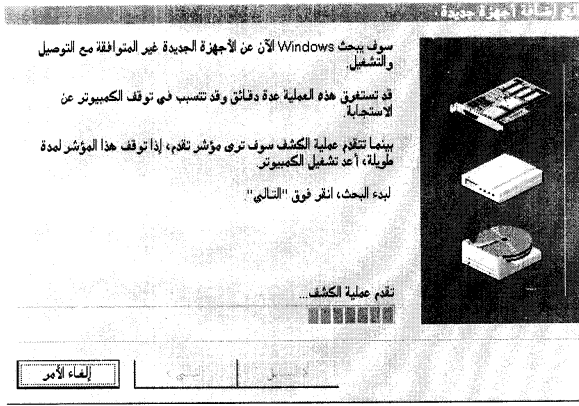 إضافة أجهزة جديدة
سوف يبحث Windows الآن عن الأجهزة الجديدة غير المتوافقة مع التوصيل
والتشغيل.
قد تستغرق هذه العملية عدة دقائق وقد تتسبب في توقف الكمبيوتر عن
الاستجابة.
بينما تتقدم عملية الكشف سوف ترى مؤشر تقدم، إذا توقف هذا المؤشر لمدة
طويلة، أعد تشغيل الكمبيوتر.
لبدء البحث، انقر فوق "التالي".
تقدم عملية الكشف...
التالي >
إلغاء الأمر